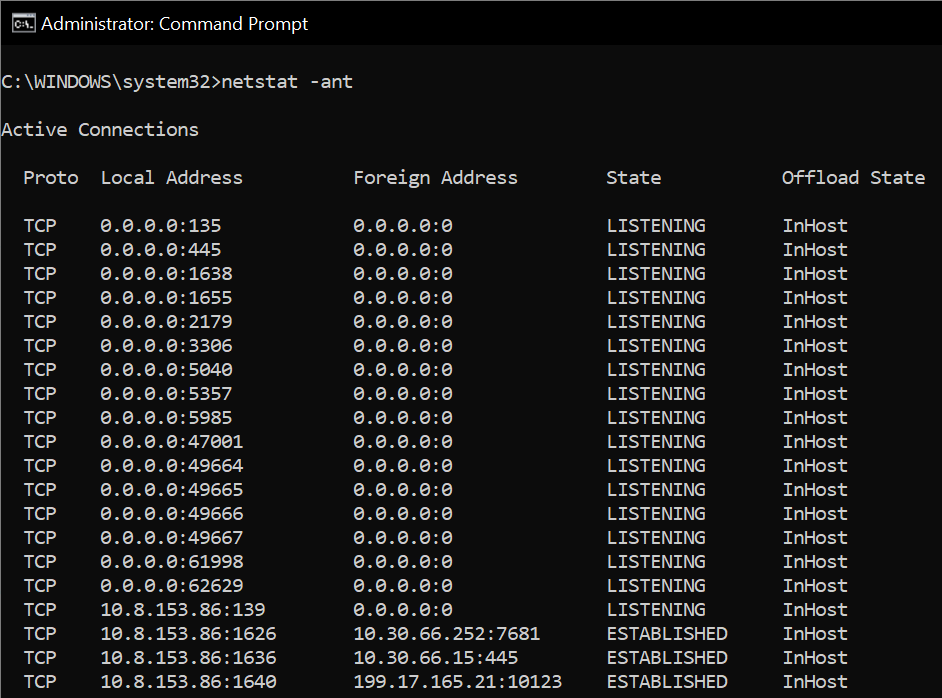 Administrator: Command Prompt
C:\WINDOWS\system32>netstat -ant
Active Connections
Proto  Local Address          Foreign Address        State           Offload State
TCP    0.0.0.0:135            0.0.0.0:0              LISTENING       InHost
TCP    0.0.0.0:445            0.0.0.0:0              LISTENING       InHost
TCP    0.0.0.0:1638           0.0.0.0:0              LISTENING       InHost
TCP    0.0.0.0:1655           0.0.0.0:0              LISTENING       InHost
TCP    0.0.0.0:2179           0.0.0.0:0              LISTENING       InHost
TCP    0.0.0.0:3306           0.0.0.0:0              LISTENING       InHost
TCP    0.0.0.0:5040           0.0.0.0:0              LISTENING       InHost
TCP    0.0.0.0:5357           0.0.0.0:0              LISTENING       InHost
TCP    0.0.0.0:5985           0.0.0.0:0              LISTENING       InHost
TCP    0.0.0.0:47001          0.0.0.0:0              LISTENING       InHost
TCP    0.0.0.0:49664          0.0.0.0:0              LISTENING       InHost
TCP    0.0.0.0:49665          0.0.0.0:0              LISTENING       InHost
TCP    0.0.0.0:49666          0.0.0.0:0              LISTENING       InHost
TCP    0.0.0.0:49667          0.0.0.0:0              LISTENING       InHost
TCP    0.0.0.0:61998          0.0.0.0:0              LISTENING       InHost
TCP    0.0.0.0:62629          0.0.0.0:0              LISTENING       InHost
TCP    10.8.153.86:139        0.0.0.0:0              LISTENING       InHost
TCP    10.8.153.86:1626       10.30.66.252:7681      ESTABLISHED     InHost
TCP    10.8.153.86:1636       10.30.66.15:445        ESTABLISHED     InHost
TCP    10.8.153.86:1640       199.17.165.21:10123    ESTABLISHED     InHost